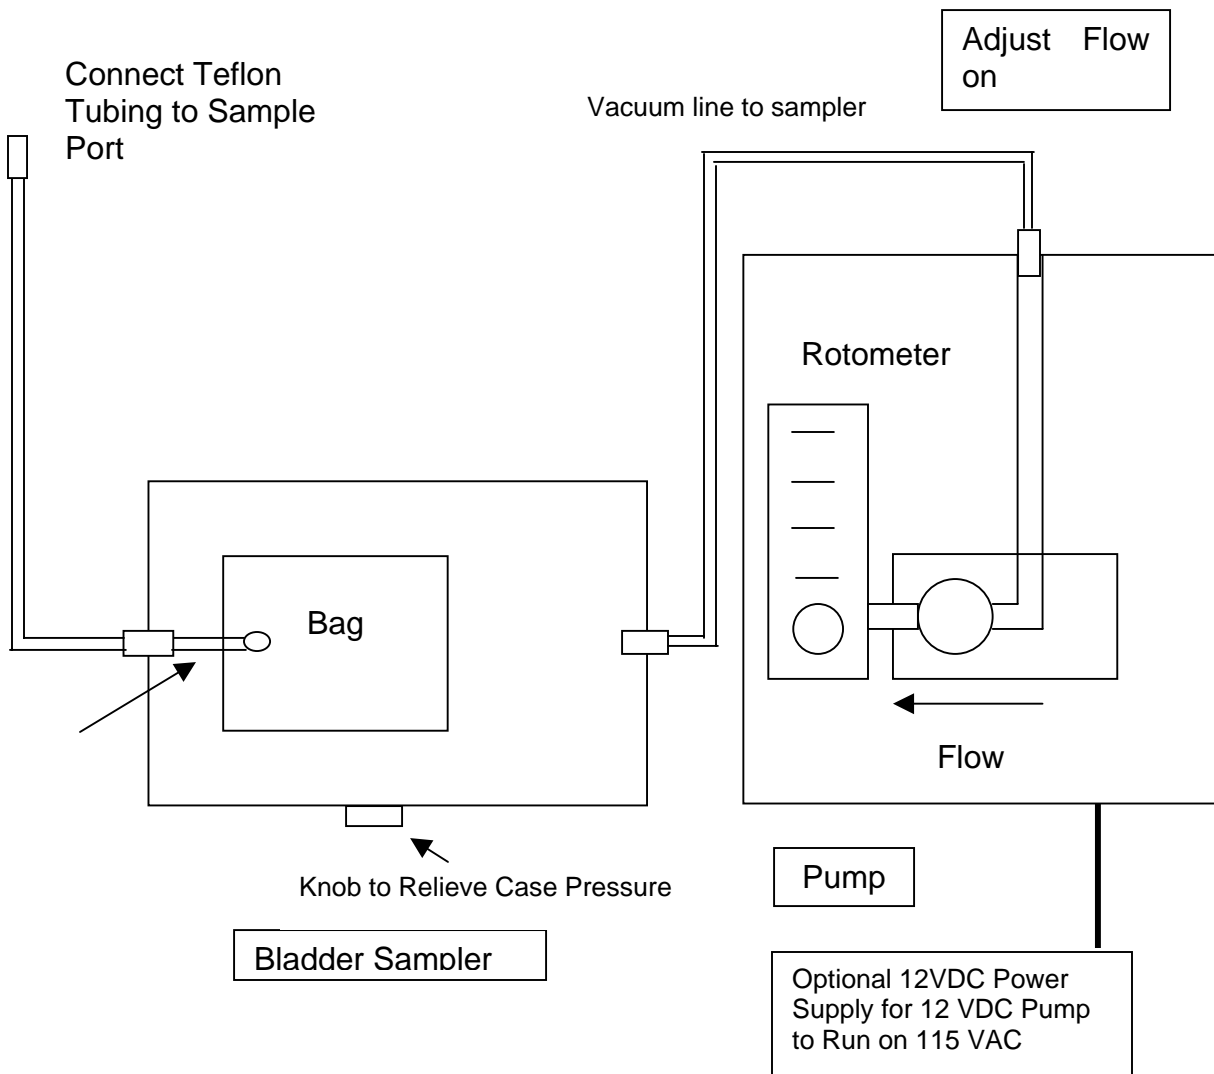 Adjust Flow
on
Connect Teflon
Tubing to Sample
Port
Vacuum line to sampler
Rotometer
Bag
Flow
Knob to Relieve Case Pressure
Pump
Bladder Sampler
Optional 12VDC Power
Supply for 12 VDC Pump
to Run on 115 VAC